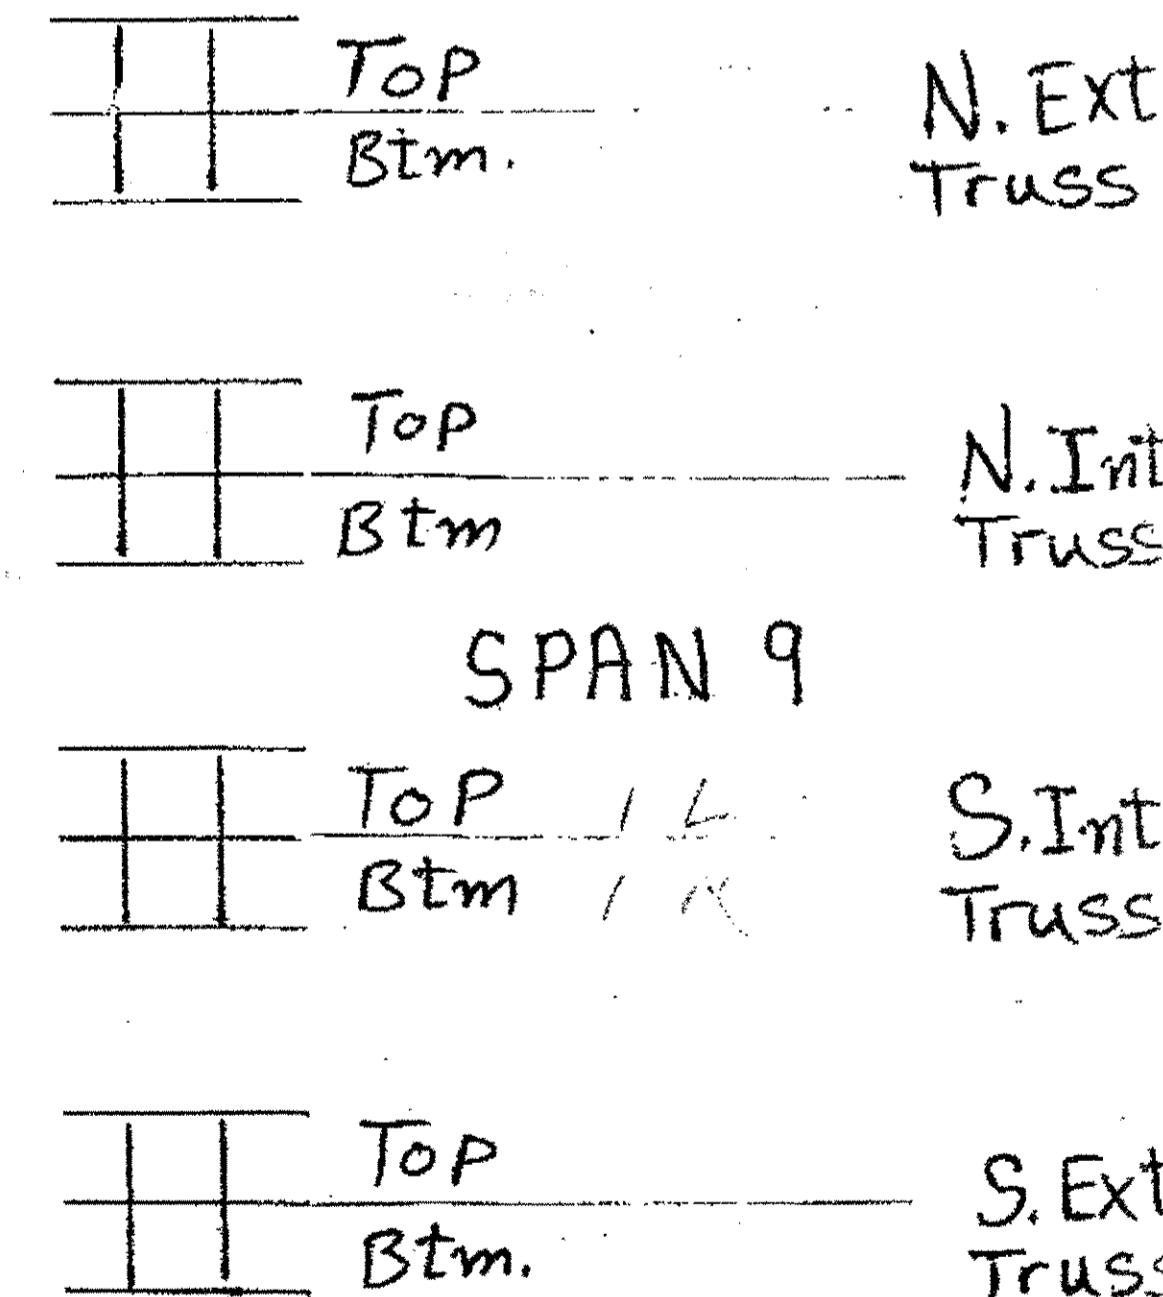 Top
Btm.
N. Ext
Truss
Top
Btm
N. Int
Truss
SPAN 9
Top
Btm
S. Int
Truss
Top
Btm.
S. Ext
Truss